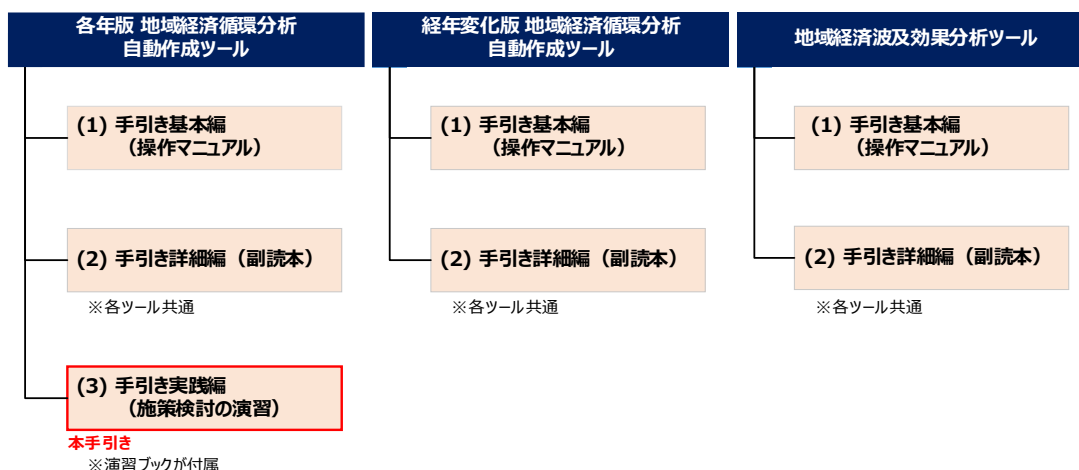 各年版 地域経済循環分析
自動作成ツール
(1) 手引き基本編
（操作マニュアル）
(2) 手引き詳細編（副読本）
※各ツール共通
(3) 手引き実践編
（施策検討の演習）
本手引き
※演習ブックが付属
経年変化版 地域経済循環分析
自動作成ツール
(1) 手引き基本編
（操作マニュアル）
(2) 手引き詳細編（副読本）
※各ツール共通
地域経済波及効果分析ツール
(1) 手引き基本編
（操作マニュアル）
(2) 手引き詳細編（副読本）
※各ツール共通